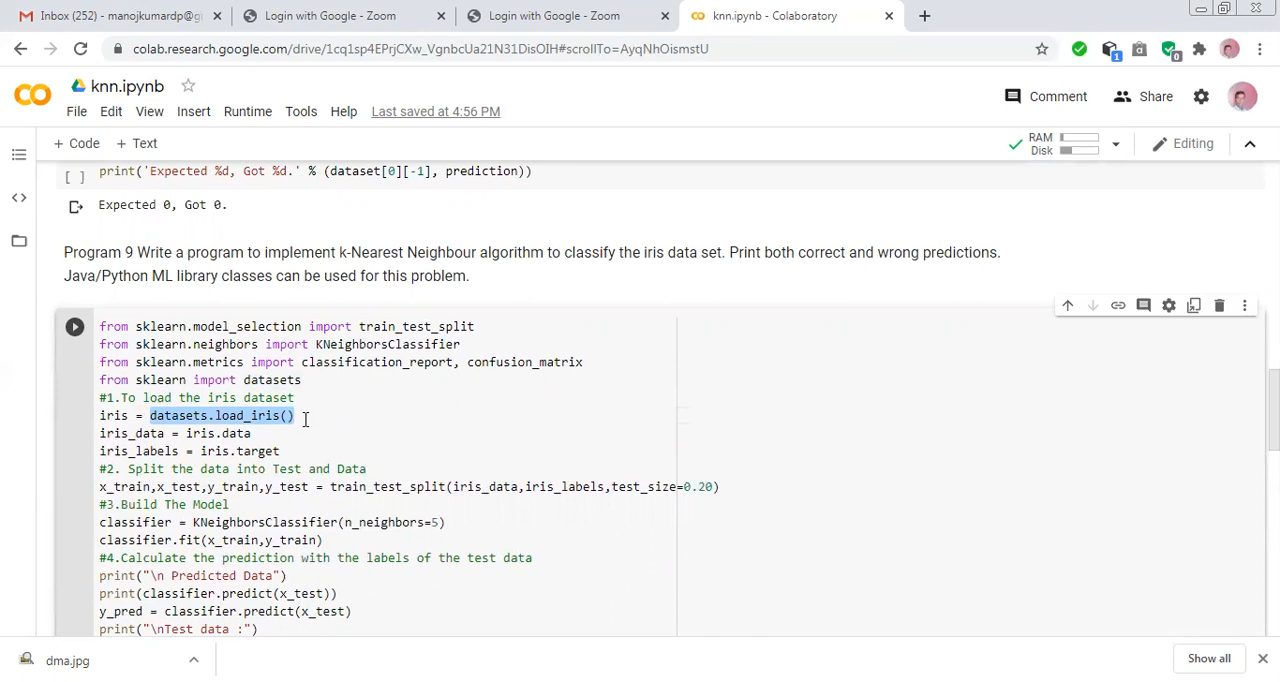 Inbox (252) - manojkumardp@g
Login with Google - Zoom
Login with Google - Zoom
knn.ipynb - Colaboratory
colab.research.google.com/drive/1cq1sp4EPrjCXw_VgnbcUa21N31DisOIH#scrollTo=AyqNhOismstU
1
0
knn.ipynb
Comment
Share
File Edit View Insert Runtime Tools Help Last saved at 4:56 PM
+ Code + Text
RAM
Disk
Editing
[ ] print('Expected %d, Got %d.' % (dataset[0][-1], prediction))
Expected 0, Got 0.
Program 9 Write a program to implement k-Nearest Neighbour algorithm to classify the iris data set. Print both correct and wrong predictions.
Java/Python ML library classes can be used for this problem.
from sklearn.model_selection import train_test_split
from sklearn.neighbors import KNeighborsClassifier
from sklearn.metrics import classification_report, confusion_matrix
from sklearn import datasets
#1.To load the iris dataset
iris = datasets.load_iris()
iris_data = iris.data
iris_labels = iris.target
#2. Split the data into Test and Data
x_train,x_test,y_train,y_test = train_test_split(iris_data,iris_labels,test_size=0.20)
#3.Build The Model
classifier = KNeighborsClassifier(n_neighbors=5)
classifier.fit(x_train,y_train)
#4.Calculate the prediction with the labels of the test data
print("\n Predicted Data")
print(classifier.predict(x_test))
y_pred = classifier.predict(x_test)
print("\nTest data :")
dma.jpg
Show all